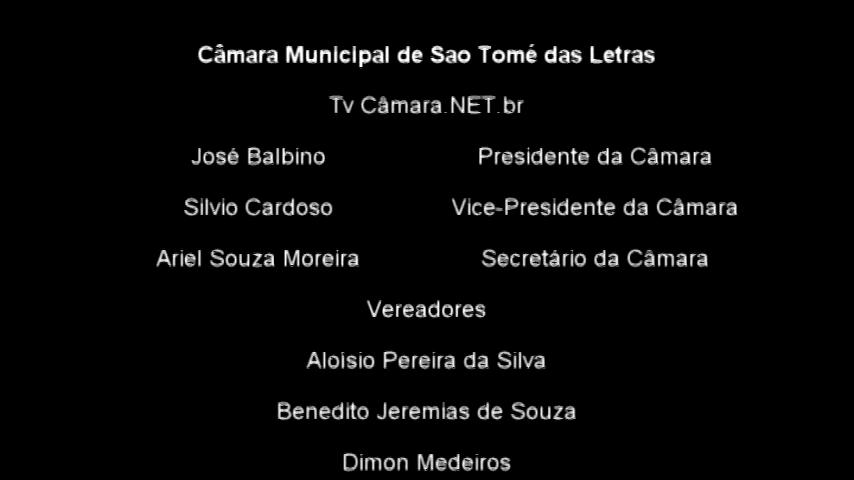 Câmara Municipal de Sao Tomé das Letras
Tv Câmara.NET.br
José Balbino Presidente da Câmara
Silvio Cardoso Vice-Presidente da Câmara
Ariel Souza Moreira Secretário da Câmara
Vereadores
Aloisio Pereira da Silva
Benedito Jeremias de Souza
Dimon Medeiros